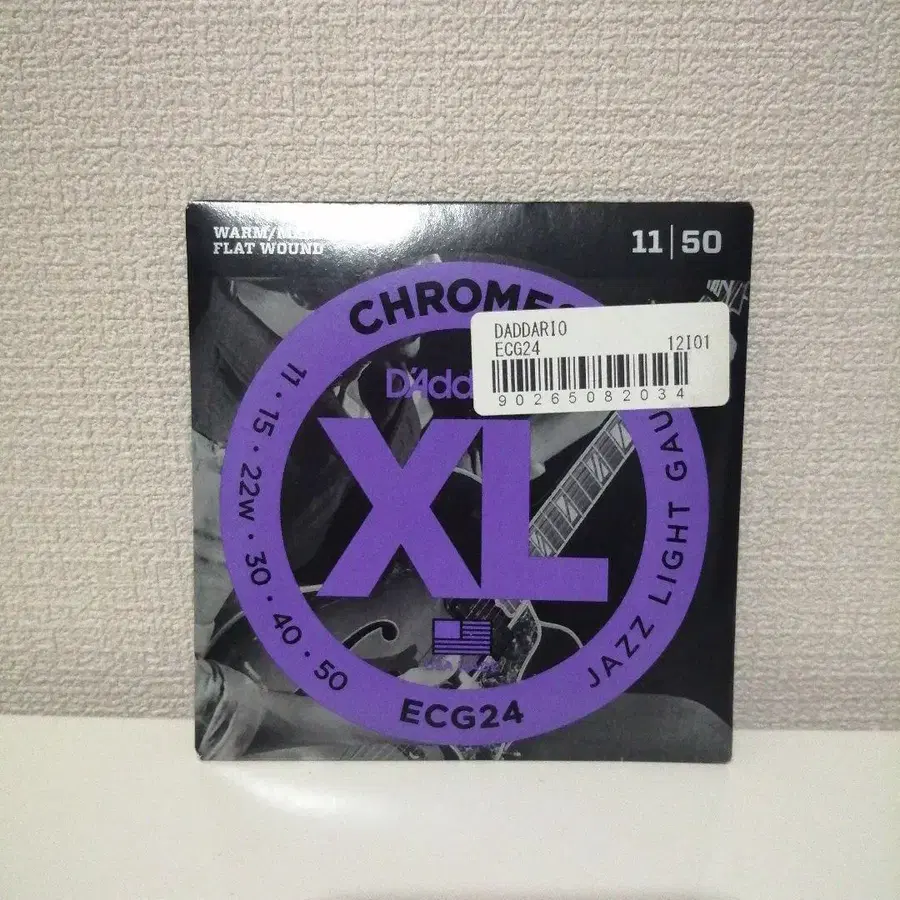 WARM/
FLAT WOUND
11|50
CHROMES
DADDARIO
ECG24 12I01
90265082034
D'Add
XL
11 • 15 • 22W • 30 • 40 • 50
JAZZ LIGHT GAU
ECG24